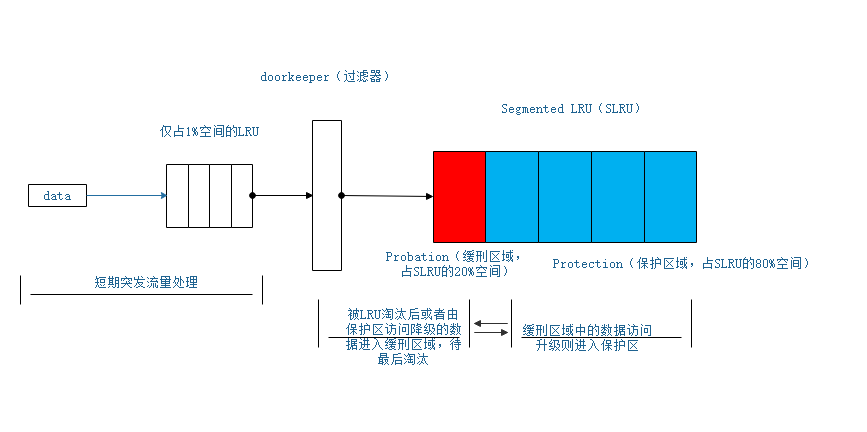 doorkeeper（过滤器）
Segmented LRU（SLRU）
仅占1%空间的LRU
data
Probation（缓刑区域，
占SLRU的20%空间）
Protection（保护区域，占SLRU的80%空间）
短期突发流量处理
被LRU淘汰后或者由
保护区访问降级的数
据进入缓刑区域，待
最后淘汰
缓刑区域中的数据访问
升级则进入保护区